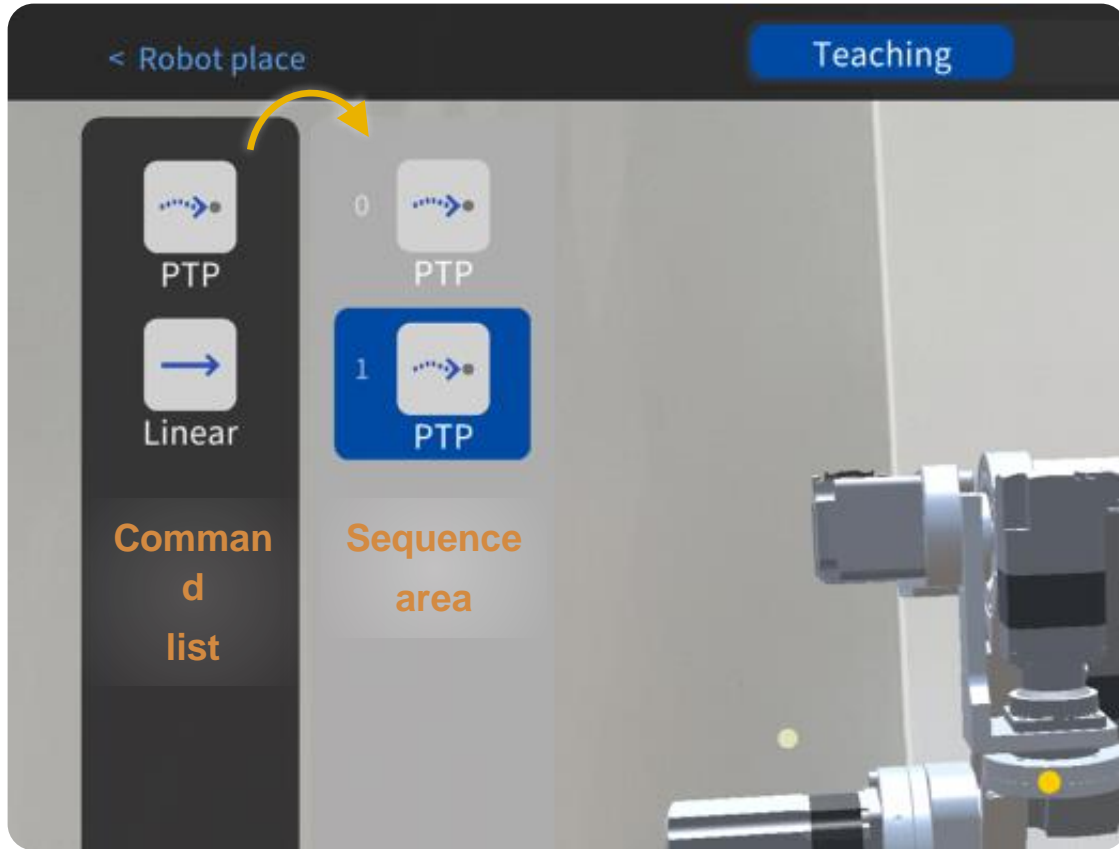 < Robot place
Teaching
PTP
Linear
Comman
d
list
0
PTP
1
PTP
Sequence
area